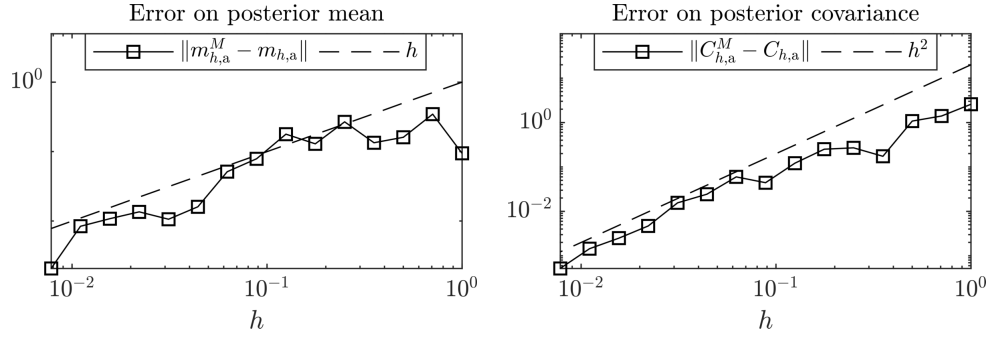 Error on posterior mean
‖m^M_{h,a} − m_{h,a}‖ h
10^0
10^{-2} 10^{-1} 10^0
h
Error on posterior covariance
‖C^M_{h,a} − C_{h,a}‖ h^2
10^0
10^{-2}
10^{-2} 10^{-1} 10^0
h